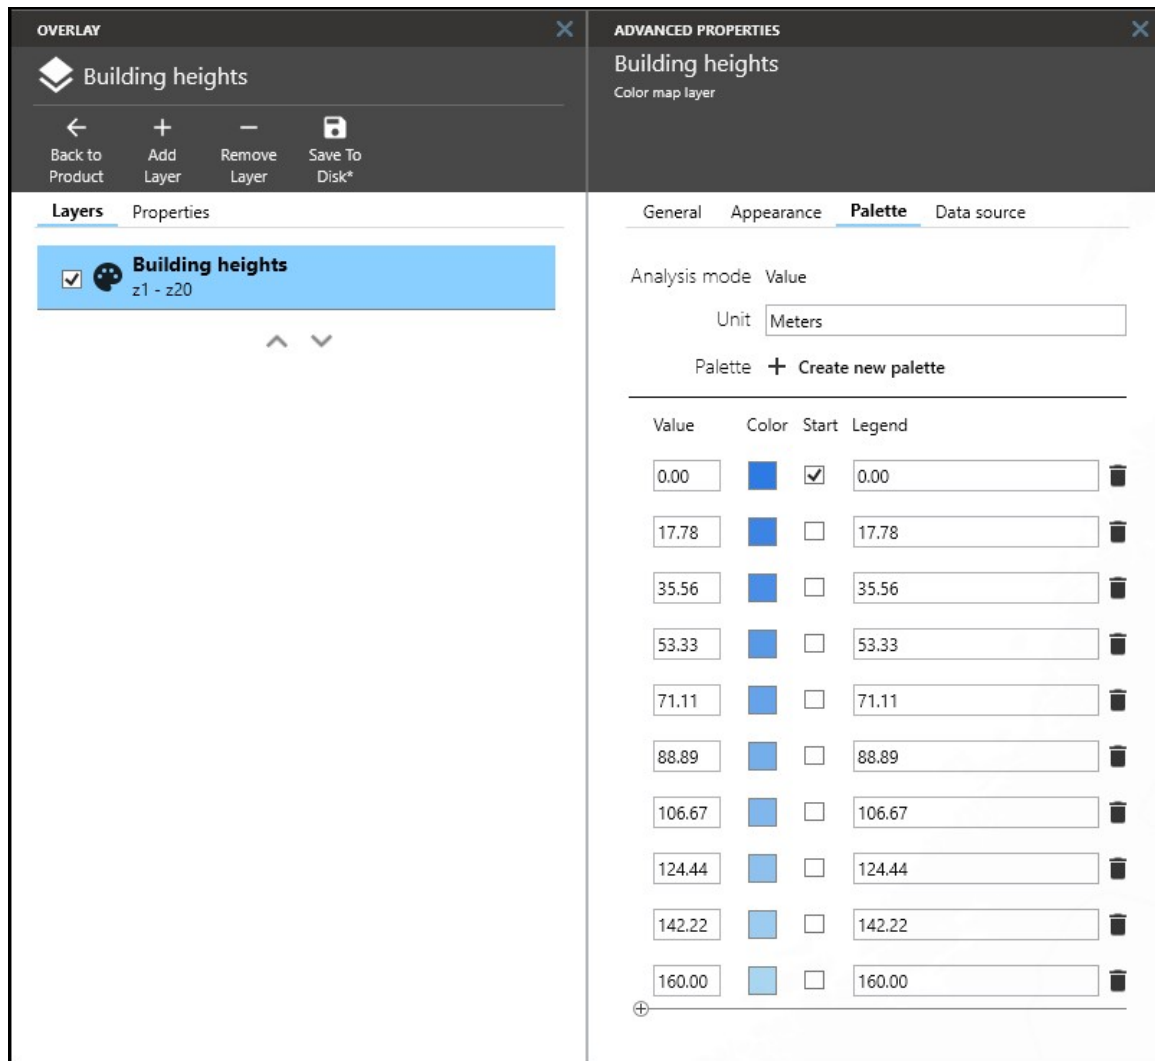 OVERLAY
Building heights
Back to Product
Add Layer
Remove Layer
Save To Disk*
Layers Properties
Building heights
z1 - z20
ADVANCED PROPERTIES
Building heights
Color map layer
General Appearance Palette Data source
Analysis mode Value
Unit Meters
Palette + Create new palette
Value Color Start Legend
0.00 0.00
17.78 17.78
35.56 35.56
53.33 53.33
71.11 71.11
88.89 88.89
106.67 106.67
124.44 124.44
142.22 142.22
160.00 160.00